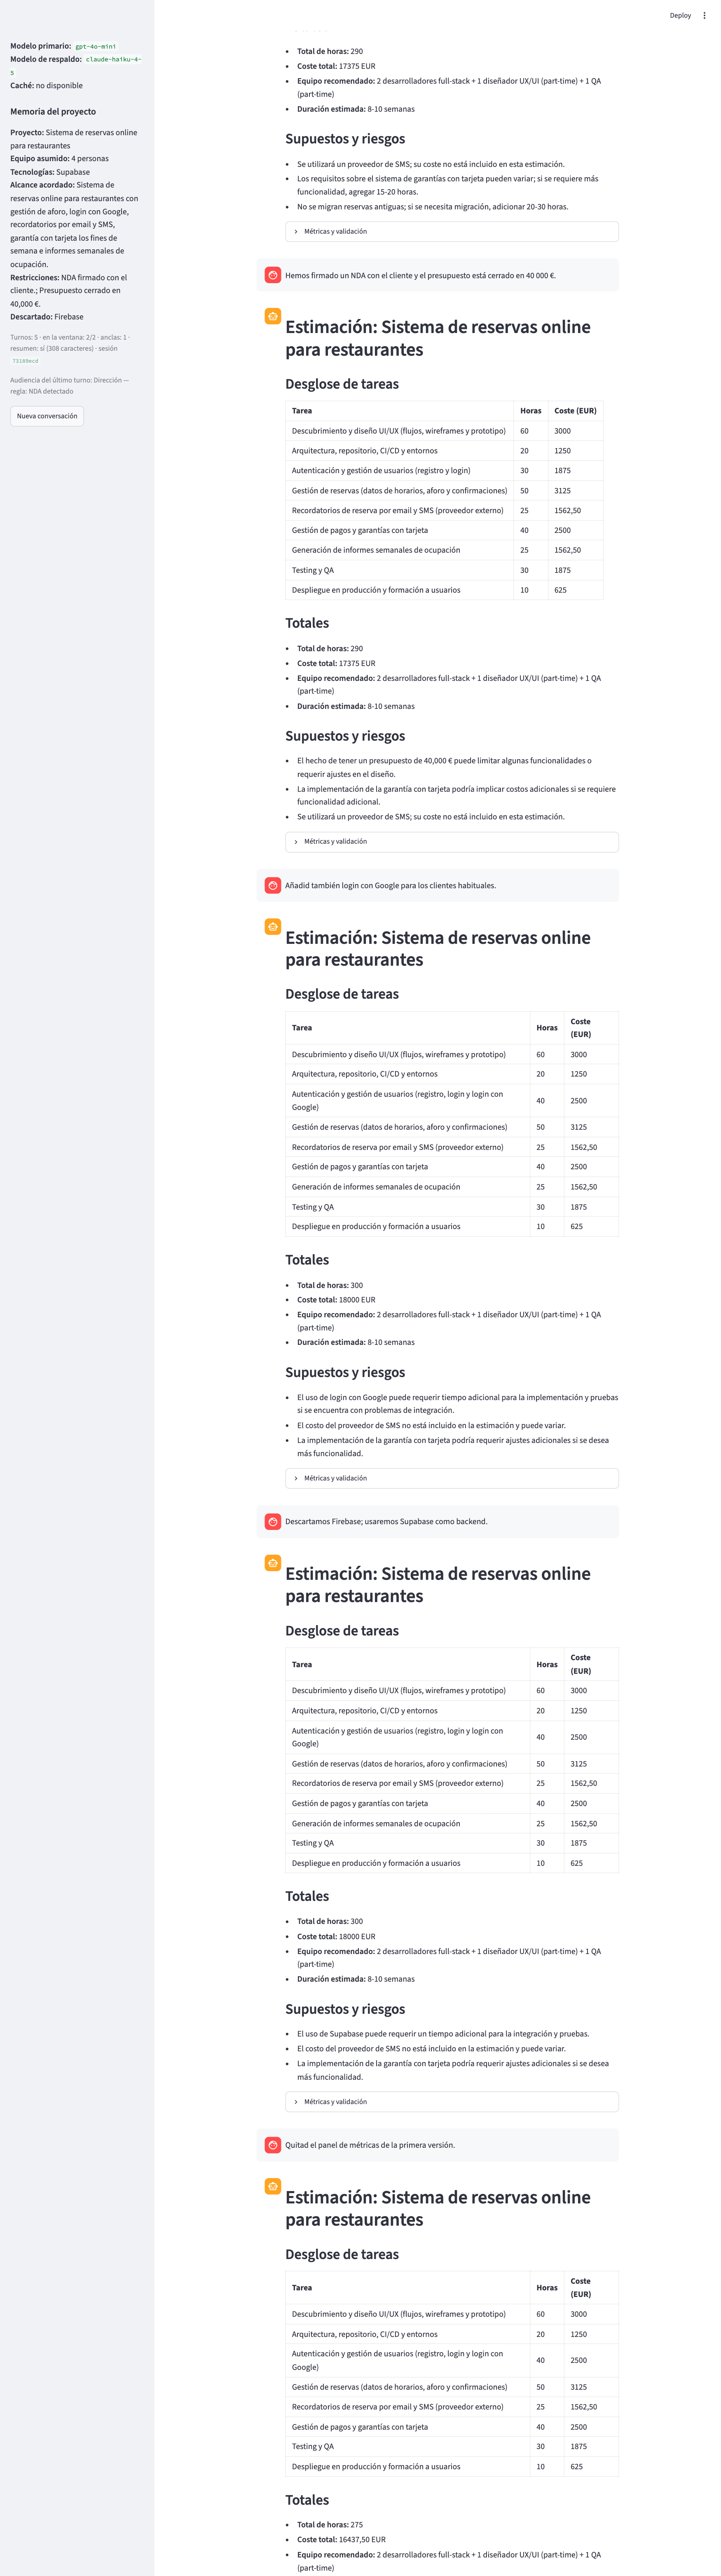 Deploy
Modelo primario: gpt-4o-mini
Modelo de respaldo: claude-haiku-4-
5
Caché: no disponible
Memoria del proyecto
Proyecto: Sistema de reservas online
para restaurantes
Equipo asumido: 4 personas
Tecnologías: Supabase
Alcance acordado: Sistema de
reservas online para restaurantes con
gestión de aforo, login con Google,
recordatorios por email y SMS,
garantía con tarjeta los fines de
semana e informes semanales de
ocupación.
Restricciones: NDA firmado con el
cliente.; Presupuesto cerrado en
40,000 €.
Descartado: Firebase
Turnos: 5 · en la ventana: 2/2 · anclas: 1 ·
resumen: sí (308 caracteres) · sesión
73189ecd
Audiencia del último turno: Dirección —
regla: NDA detectado
Nueva conversación
Total de horas: 290
Coste total: 17375 EUR
Equipo recomendado: 2 desarrolladores full-stack + 1 diseñador UX/UI (part-time) + 1 QA
(part-time)
Duración estimada: 8-10 semanas
Supuestos y riesgos
Se utilizará un proveedor de SMS; su coste no está incluido en esta estimación.
Los requisitos sobre el sistema de garantías con tarjeta pueden variar; si se requiere más
funcionalidad, agregar 15-20 horas.
No se migran reservas antiguas; si se necesita migración, adicionar 20-30 horas.
Métricas y validación
Hemos firmado un NDA con el cliente y el presupuesto está cerrado en 40 000 €.
Estimación: Sistema de reservas online
para restaurantes
Desglose de tareas
Tarea Horas Coste (EUR)
Descubrimiento y diseño UI/UX (flujos, wireframes y prototipo) 60 3000
Arquitectura, repositorio, CI/CD y entornos 20 1250
Autenticación y gestión de usuarios (registro y login) 30 1875
Gestión de reservas (datos de horarios, aforo y confirmaciones) 50 3125
Recordatorios de reserva por email y SMS (proveedor externo) 25 1562,50
Gestión de pagos y garantías con tarjeta 40 2500
Generación de informes semanales de ocupación 25 1562,50
Testing y QA 30 1875
Despliegue en producción y formación a usuarios 10 625
Totales
Total de horas: 290
Coste total: 17375 EUR
Equipo recomendado: 2 desarrolladores full-stack + 1 diseñador UX/UI (part-time) + 1 QA
(part-time)
Duración estimada: 8-10 semanas
Supuestos y riesgos
El hecho de tener un presupuesto de 40,000 € puede limitar algunas funcionalidades o
requerir ajustes en el diseño.
La implementación de la garantía con tarjeta podría implicar costos adicionales si se requiere
funcionalidad adicional.
Se utilizará un proveedor de SMS; su coste no está incluido en esta estimación.
Métricas y validación
Añadid también login con Google para los clientes habituales.
Estimación: Sistema de reservas online
para restaurantes
Desglose de tareas
Tarea Horas Coste
(EUR)
Descubrimiento y diseño UI/UX (flujos, wireframes y prototipo) 60 3000
Arquitectura, repositorio, CI/CD y entornos 20 1250
Autenticación y gestión de usuarios (registro, login y login con
Google) 40 2500
Gestión de reservas (datos de horarios, aforo y confirmaciones) 50 3125
Recordatorios de reserva por email y SMS (proveedor externo) 25 1562,50
Gestión de pagos y garantías con tarjeta 40 2500
Generación de informes semanales de ocupación 25 1562,50
Testing y QA 30 1875
Despliegue en producción y formación a usuarios 10 625
Totales
Total de horas: 300
Coste total: 18000 EUR
Equipo recomendado: 2 desarrolladores full-stack + 1 diseñador UX/UI (part-time) + 1 QA
(part-time)
Duración estimada: 8-10 semanas
Supuestos y riesgos
El uso de login con Google puede requerir tiempo adicional para la implementación y pruebas
si se encuentra con problemas de integración.
El costo del proveedor de SMS no está incluido en la estimación y puede variar.
La implementación de la garantía con tarjeta podría requerir ajustes adicionales si se desea
más funcionalidad.
Métricas y validación
Descartamos Firebase; usaremos Supabase como backend.
Estimación: Sistema de reservas online
para restaurantes
Desglose de tareas
Tarea Horas Coste
(EUR)
Descubrimiento y diseño UI/UX (flujos, wireframes y prototipo) 60 3000
Arquitectura, repositorio, CI/CD y entornos 20 1250
Autenticación y gestión de usuarios (registro, login y login con
Google) 40 2500
Gestión de reservas (datos de horarios, aforo y confirmaciones) 50 3125
Recordatorios de reserva por email y SMS (proveedor externo) 25 1562,50
Gestión de pagos y garantías con tarjeta 40 2500
Generación de informes semanales de ocupación 25 1562,50
Testing y QA 30 1875
Despliegue en producción y formación a usuarios 10 625
Totales
Total de horas: 300
Coste total: 18000 EUR
Equipo recomendado: 2 desarrolladores full-stack + 1 diseñador UX/UI (part-time) + 1 QA
(part-time)
Duración estimada: 8-10 semanas
Supuestos y riesgos
El uso de Supabase puede requerir un tiempo adicional para la integración y pruebas.
El costo del proveedor de SMS no está incluido en la estimación y puede variar.
La implementación de la garantía con tarjeta podría requerir ajustes adicionales si se desea
más funcionalidad.
Métricas y validación
Quitad el panel de métricas de la primera versión.
Estimación: Sistema de reservas online
para restaurantes
Desglose de tareas
Tarea Horas Coste
(EUR)
Descubrimiento y diseño UI/UX (flujos, wireframes y prototipo) 60 3000
Arquitectura, repositorio, CI/CD y entornos 20 1250
Autenticación y gestión de usuarios (registro, login y login con
Google) 40 2500
Gestión de reservas (datos de horarios, aforo y confirmaciones) 50 3125
Recordatorios de reserva por email y SMS (proveedor externo) 25 1562,50
Gestión de pagos y garantías con tarjeta 40 2500
Testing y QA 30 1875
Despliegue en producción y formación a usuarios 10 625
Totales
Total de horas: 275
Coste total: 16437,50 EUR
Equipo recomendado: 2 desarrolladores full-stack + 1 diseñador UX/UI (part-time) + 1 QA
(part-time)